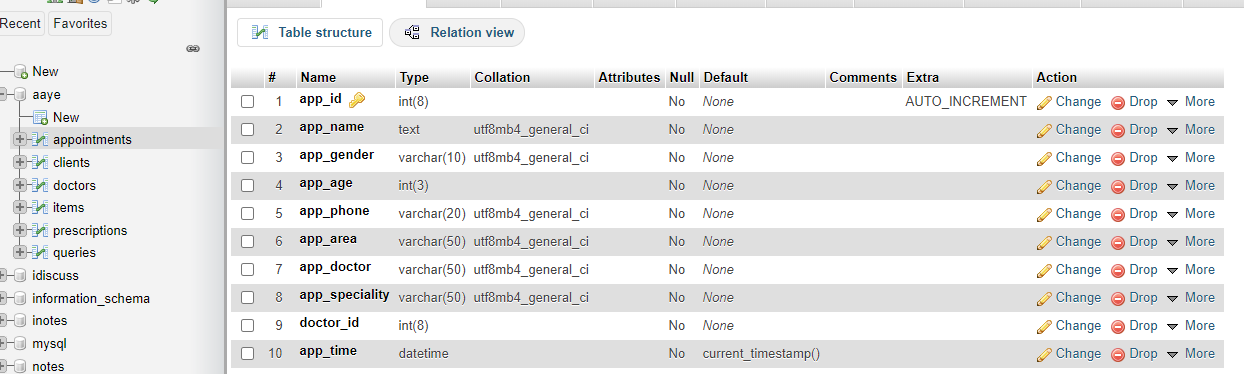 Recent Favorites
New
aaye
New
appointments
clients
doctors
items
prescriptions
queries
idiscuss
information_schema
inotes
mysql
notes
Table structure Relation view
# Name Type Collation Attributes Null Default Comments Extra Action
1 app_id int(8) No None AUTO_INCREMENT Change Drop More
2 app_name text utf8mb4_general_ci No None Change Drop More
3 app_gender varchar(10) utf8mb4_general_ci No None Change Drop More
4 app_age int(3) No None Change Drop More
5 app_phone varchar(20) utf8mb4_general_ci No None Change Drop More
6 app_area varchar(50) utf8mb4_general_ci No None Change Drop More
7 app_doctor varchar(50) utf8mb4_general_ci No None Change Drop More
8 app_speciality varchar(50) utf8mb4_general_ci No None Change Drop More
9 doctor_id int(8) No None Change Drop More
10 app_time datetime No current_timestamp() Change Drop More